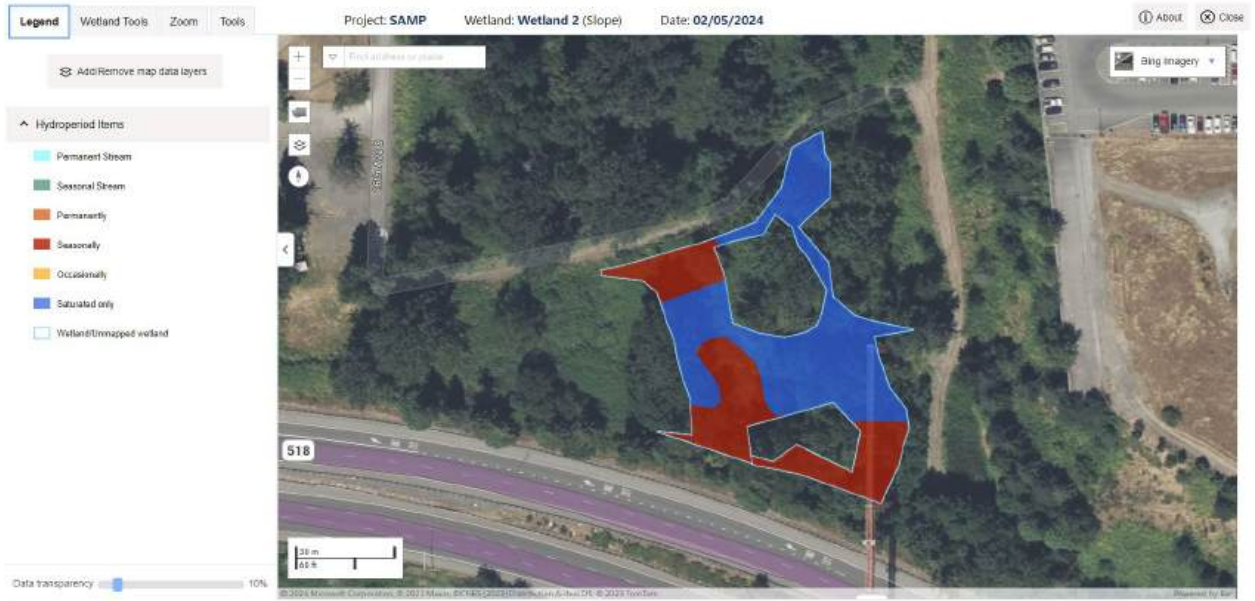 Legend Wetland Tools Zoom Tools Project: SAMP Wetland: Wetland 2 (Slope) Date: 02/05/2024 About Close
Add/Remove map data layers
Find address or place
Bing Imagery
Hydroperiod Items
Permanent Stream
Seasonal Stream
Permanently
Seasonally
Occasionally
Saturated only
Wetland/Unmapped wetland
518
30 m
60 ft
Data transparency 10%